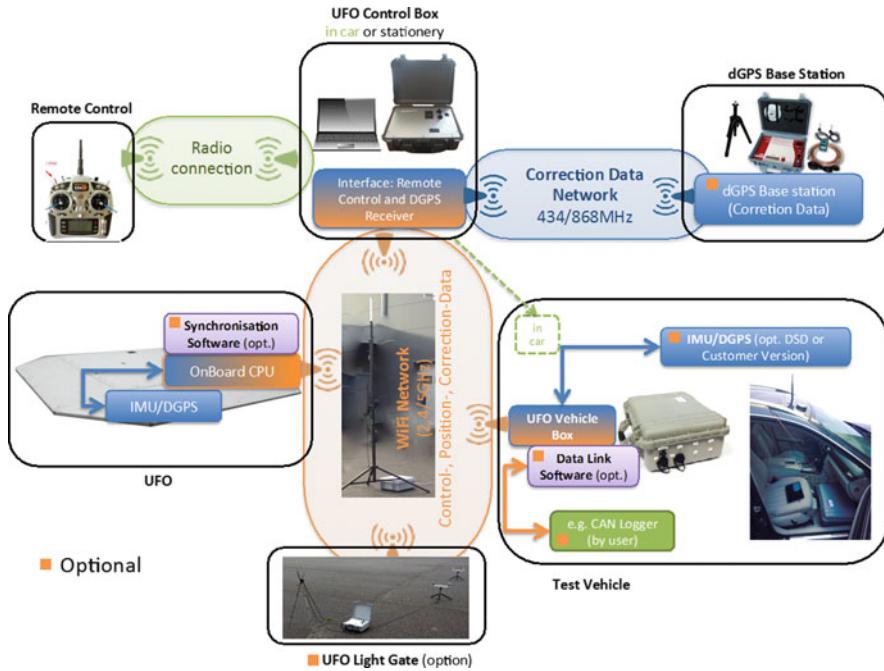 UFO Control Box
in car or stationery
dGPS Base Station
Remote Control
Radio
connection
Interface: Remote
Control and DGPS
Receiver
Correction Data
Network
434/868MHz
dGPS Base station
(Corretion Data)
Synchronisation
Software (opt.)
OnBoard CPU
IMU/DGPS
UFO
WiFi Network
(2,4/5GHz)
Control-, Position-, Correction-Data
in
car
IMU/DGPS (opt. DSD or
Customer Version)
UFO Vehicle
Box
Data Link
Software (opt.)
e.g. CAN Logger
(by user)
Test Vehicle
Optional
UFO Light Gate (option)